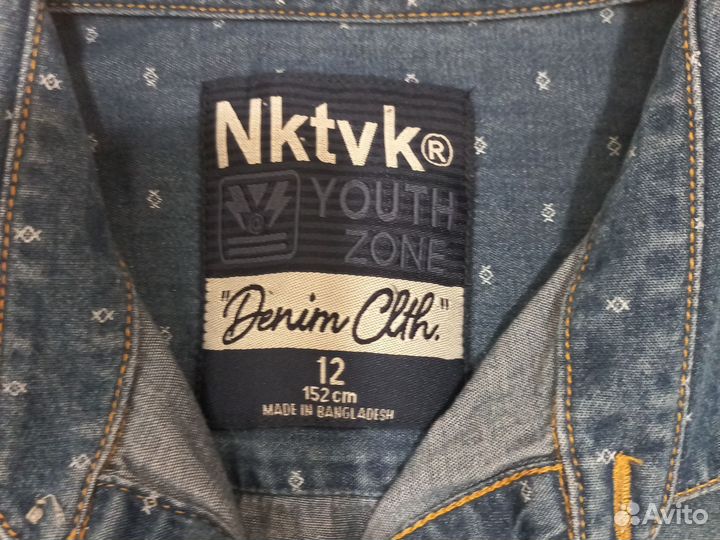 Nktvk®
YOUTH
ZONE
"Denim Clth."
12
152cm
MADE IN BANGLADESH
Avito